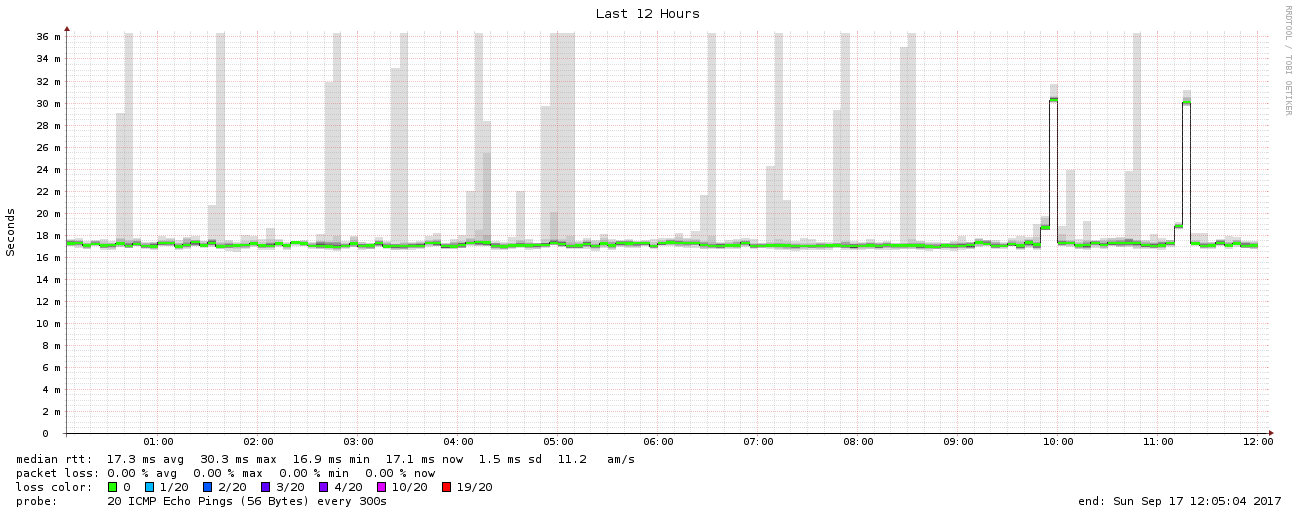 Last 12 Hours
RRDTOOL / TOBI OETIKER
Seconds
36 m
34 m
32 m
30 m
28 m
26 m
24 m
22 m
20 m
18 m
16 m
14 m
12 m
10 m
8 m
6 m
4 m
2 m
0
01:00 02:00 03:00 04:00 05:00 06:00 07:00 08:00 09:00 10:00 11:00 12:00
median rtt: 17.3 ms avg 30.3 ms max 16.9 ms min 17.1 ms now 1.5 ms sd 11.2 am/s
packet loss: 0.00 % avg 0.00 % max 0.00 % min 0.00 % now
loss color: 0 1/20 2/20 3/20 4/20 10/20 19/20
probe: 20 ICMP Echo Pings (56 Bytes) every 300s end: Sun Sep 17 12:05:04 2017